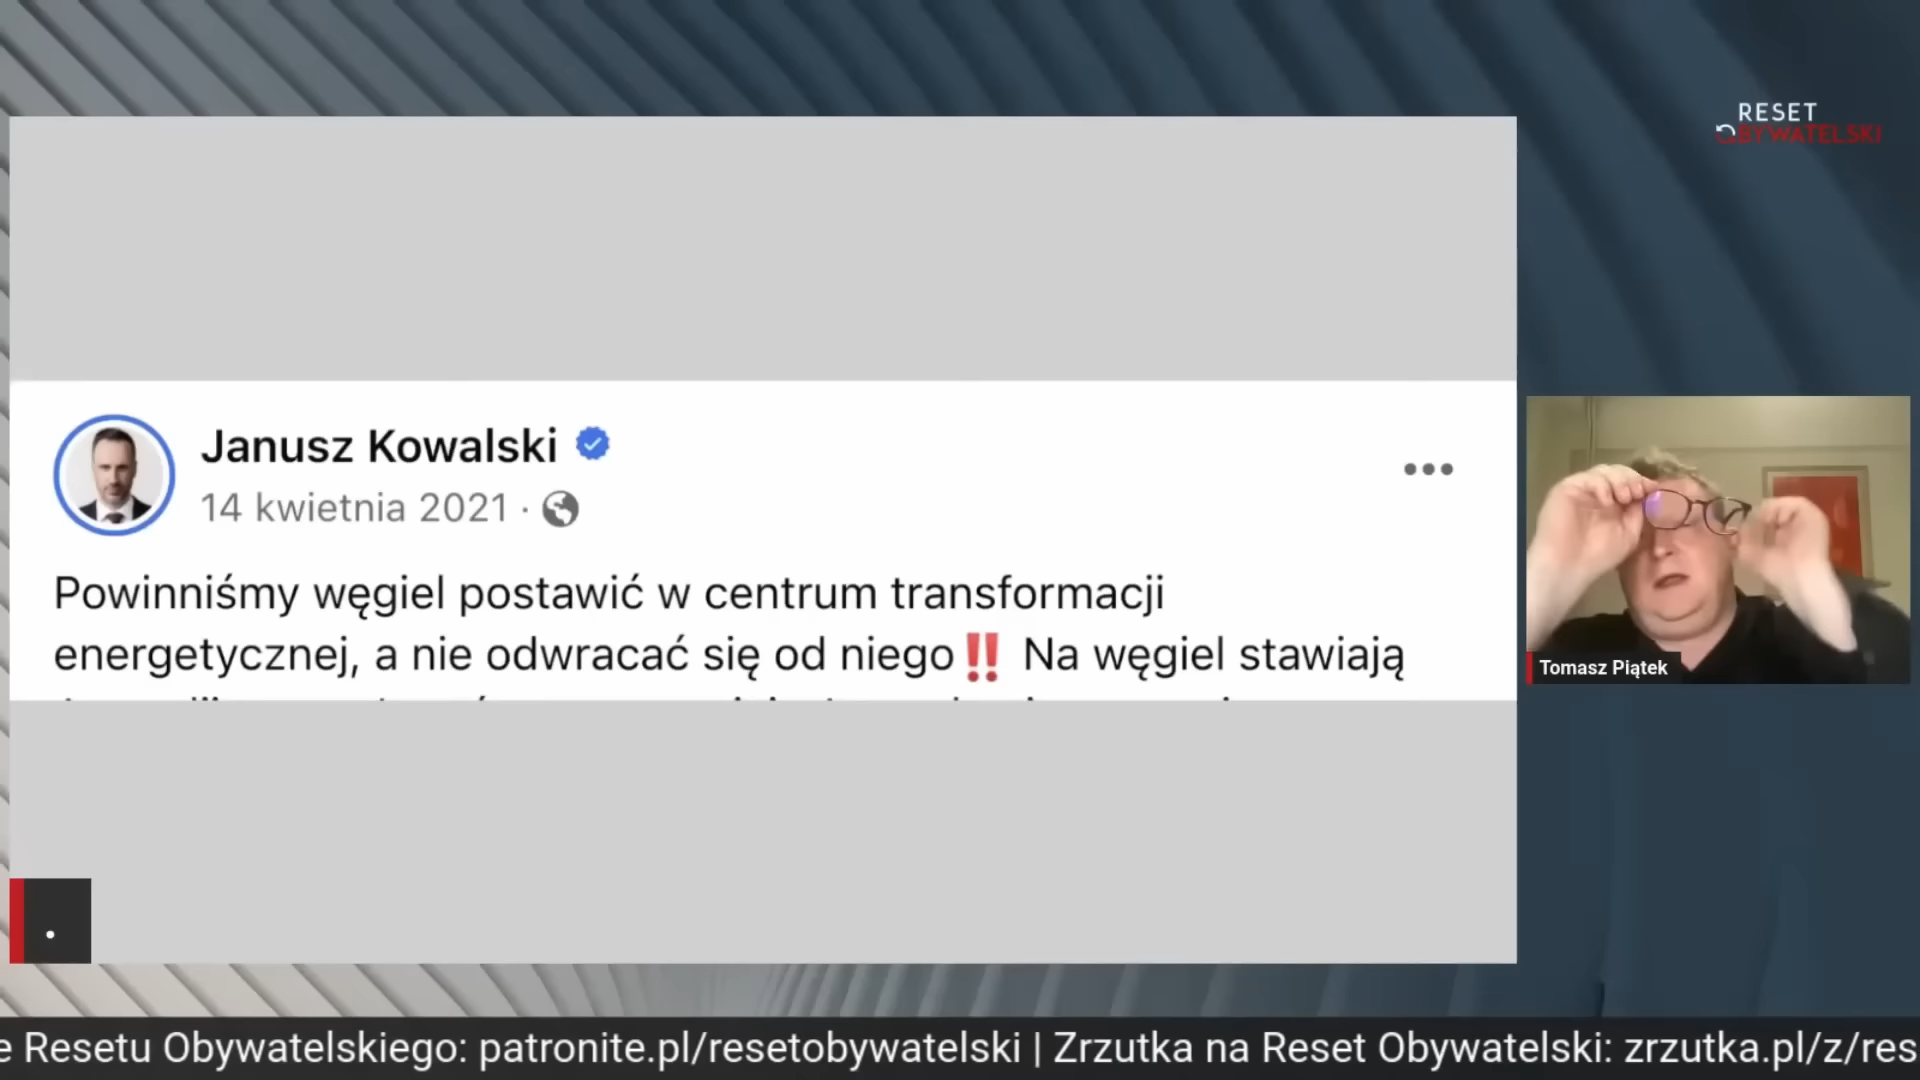 RESET
OBYWATELSKI
Janusz Kowalski
14 kwietnia 2021 ·
Powinniśmy węgiel postawić w centrum transformacji
energetycznej, a nie odwracać się od niego‼ Na węgiel stawiają
Tomasz Piątek
.
e Resetu Obywatelskiego: patronite.pl/resetobywatelski | Zrzutka na Reset Obywatelski: zrzutka.pl/z/res